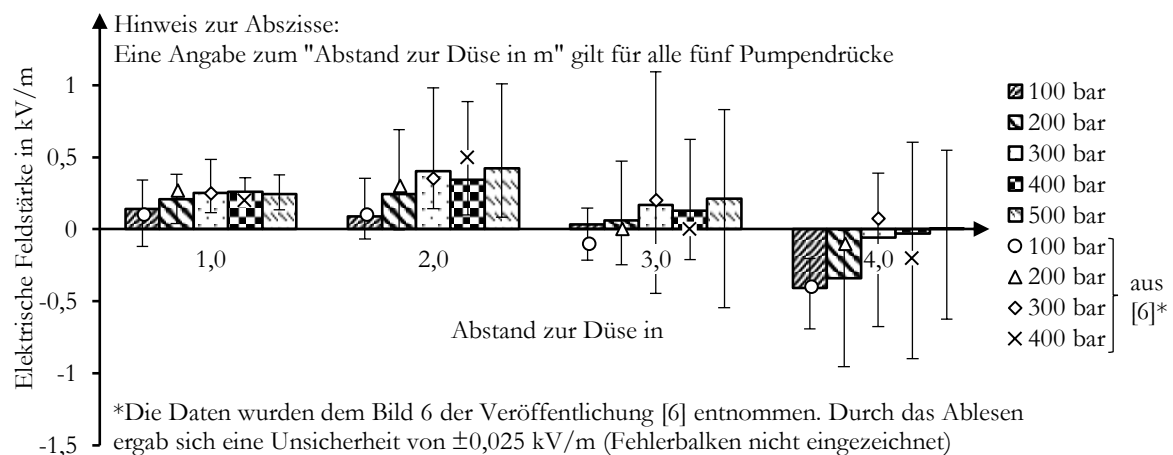 Hinweis zur Abszisse:
Eine Angabe zum "Abstand zur Düse in m" gilt für alle fünf Pumpendrücke
Elektrische Feldstärke in kV/m
1
0,5
0
-0,5
-1
-1,5
1,0
2,0
3,0
4,0
Abstand zur Düse in
100 bar
200 bar
300 bar
400 bar
500 bar
100 bar
200 bar
300 bar
400 bar
aus
[6]*
*Die Daten wurden dem Bild 6 der Veröffentlichung [6] entnommen. Durch das Ablesen
ergab sich eine Unsicherheit von ±0,025 kV/m (Fehlerbalken nicht eingezeichnet)